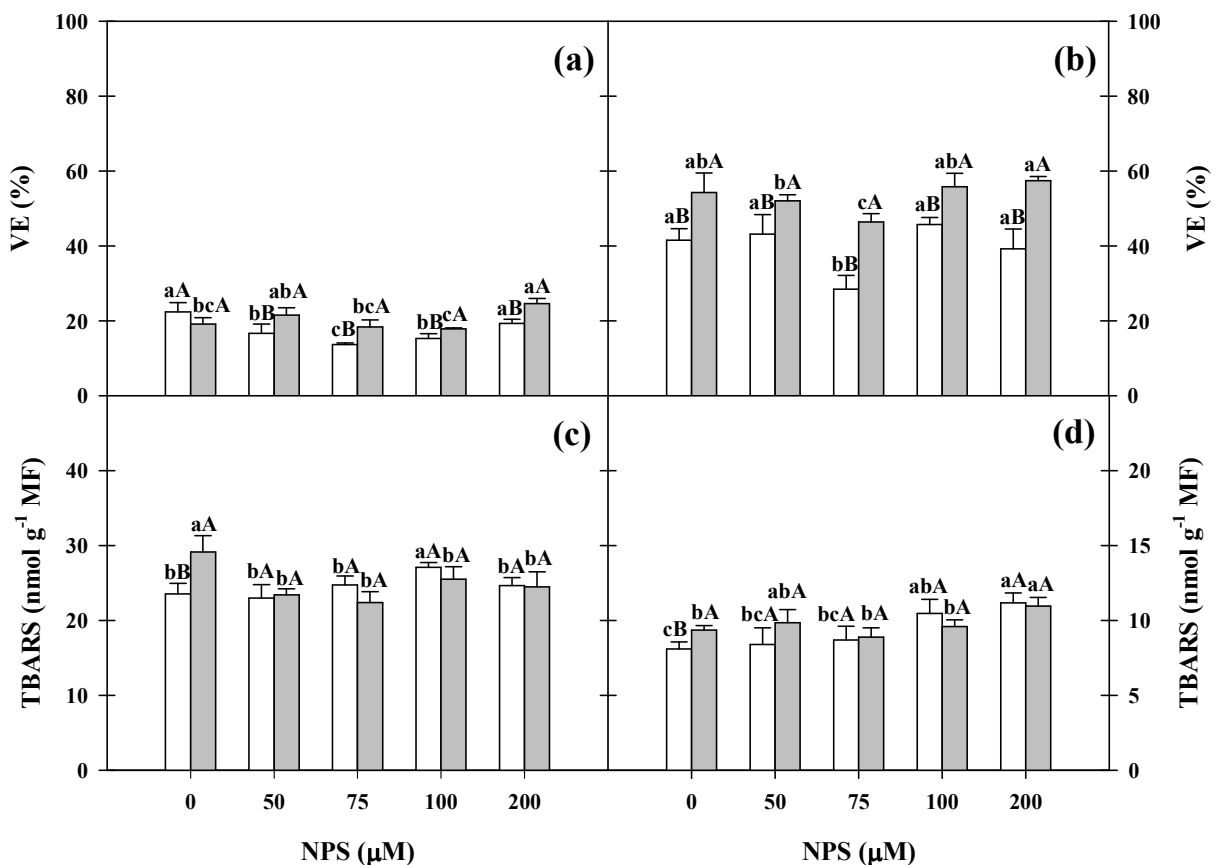 100
80
60
40
20
0
VE (%)
(a)
aA
bcA
bB
abA
cB
bcA
bB
cA
aB
aA
(b)
aB
abA
aB
bA
bB
cA
aB
abA
aB
aA
100
80
60
40
20
0
VE (%)
40
30
20
10
0
TBARS (nmol g⁻¹ MF)
(c)
bB
aA
bA
bA
bA
bA
aA
bA
bA
bA
(d)
cB
bA
bcA
abA
bcA
bA
abA
bA
aA
aA
20
15
10
5
0
TBARS (nmol g⁻¹ MF)
0 50 75 100 200
NPS (μM)
0 50 75 100 200
NPS (μM)